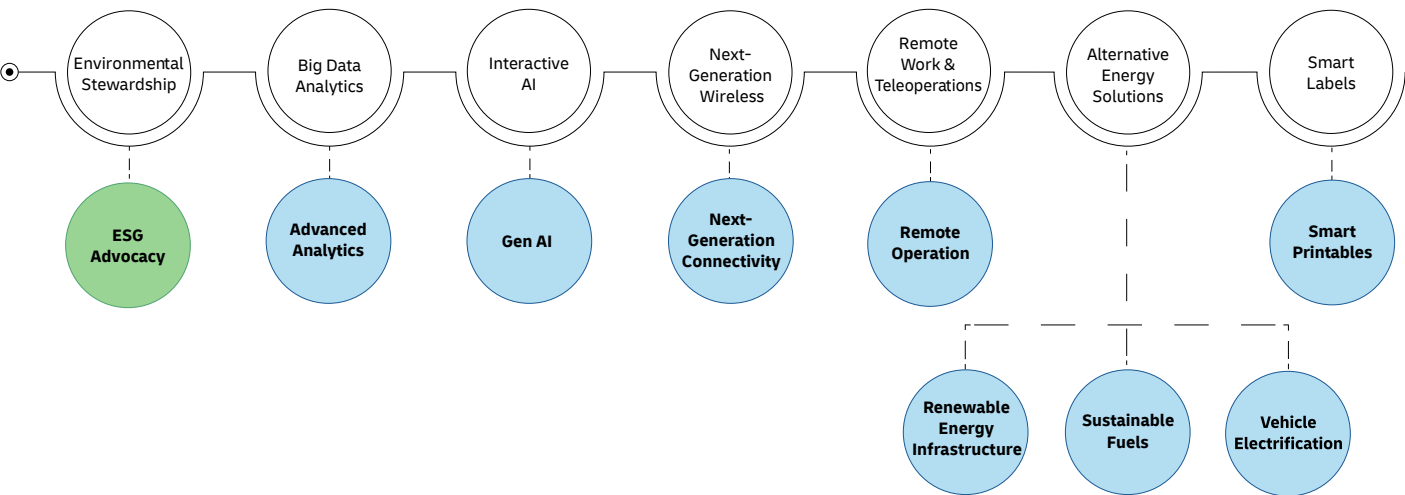 Environmental
Stewardship
Big Data
Analytics
Interactive
AI
Next-
Generation
Wireless
Remote
Work &
Teleoperations
Alternative
Energy
Solutions
Smart
Labels
ESG
Advocacy
Advanced
Analytics
Gen AI
Next-
Generation
Connectivity
Remote
Operation
Smart
Printables
Renewable
Energy
Infrastructure
Sustainable
Fuels
Vehicle
Electrification